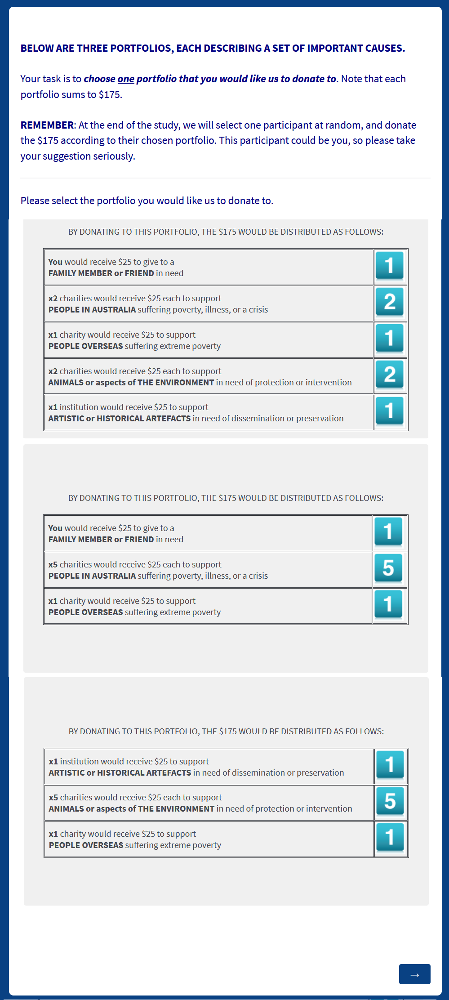 BELOW ARE THREE PORTFOLIOS, EACH DESCRIBING A SET OF IMPORTANT CAUSES.
Your task is to choose one portfolio that you would like us to donate to. Note that each
portfolio sums to $175.
REMEMBER: At the end of the study, we will select one participant at random, and donate
the $175 according to their chosen portfolio. This participant could be you, so please take
your suggestion seriously.
Please select the portfolio you would like us to donate to.
BY DONATING TO THIS PORTFOLIO, THE $175 WOULD BE DISTRIBUTED AS FOLLOWS:
You would receive $25 to give to a
FAMILY MEMBER or FRIEND in need
1
x2 charities would receive $25 each to support
PEOPLE IN AUSTRALIA suffering poverty, illness, or a crisis
2
x1 charity would receive $25 to support
PEOPLE OVERSEAS suffering extreme poverty
1
x2 charities would receive $25 each to support
ANIMALS or aspects of THE ENVIRONMENT in need of protection or intervention
2
x1 institution would receive $25 to support
ARTISTIC or HISTORICAL ARTEFACTS in need of dissemination or preservation
1
BY DONATING TO THIS PORTFOLIO, THE $175 WOULD BE DISTRIBUTED AS FOLLOWS:
You would receive $25 to give to a
FAMILY MEMBER or FRIEND in need
1
x5 charities would receive $25 each to support
PEOPLE IN AUSTRALIA suffering poverty, illness, or a crisis
5
x1 charity would receive $25 to support
PEOPLE OVERSEAS suffering extreme poverty
1
BY DONATING TO THIS PORTFOLIO, THE $175 WOULD BE DISTRIBUTED AS FOLLOWS:
x1 institution would receive $25 to support
ARTISTIC or HISTORICAL ARTEFACTS in need of dissemination or preservation
1
x5 charities would receive $25 each to support
ANIMALS or aspects of THE ENVIRONMENT in need of protection or intervention
5
x1 charity would receive $25 to support
PEOPLE OVERSEAS suffering extreme poverty
1
→